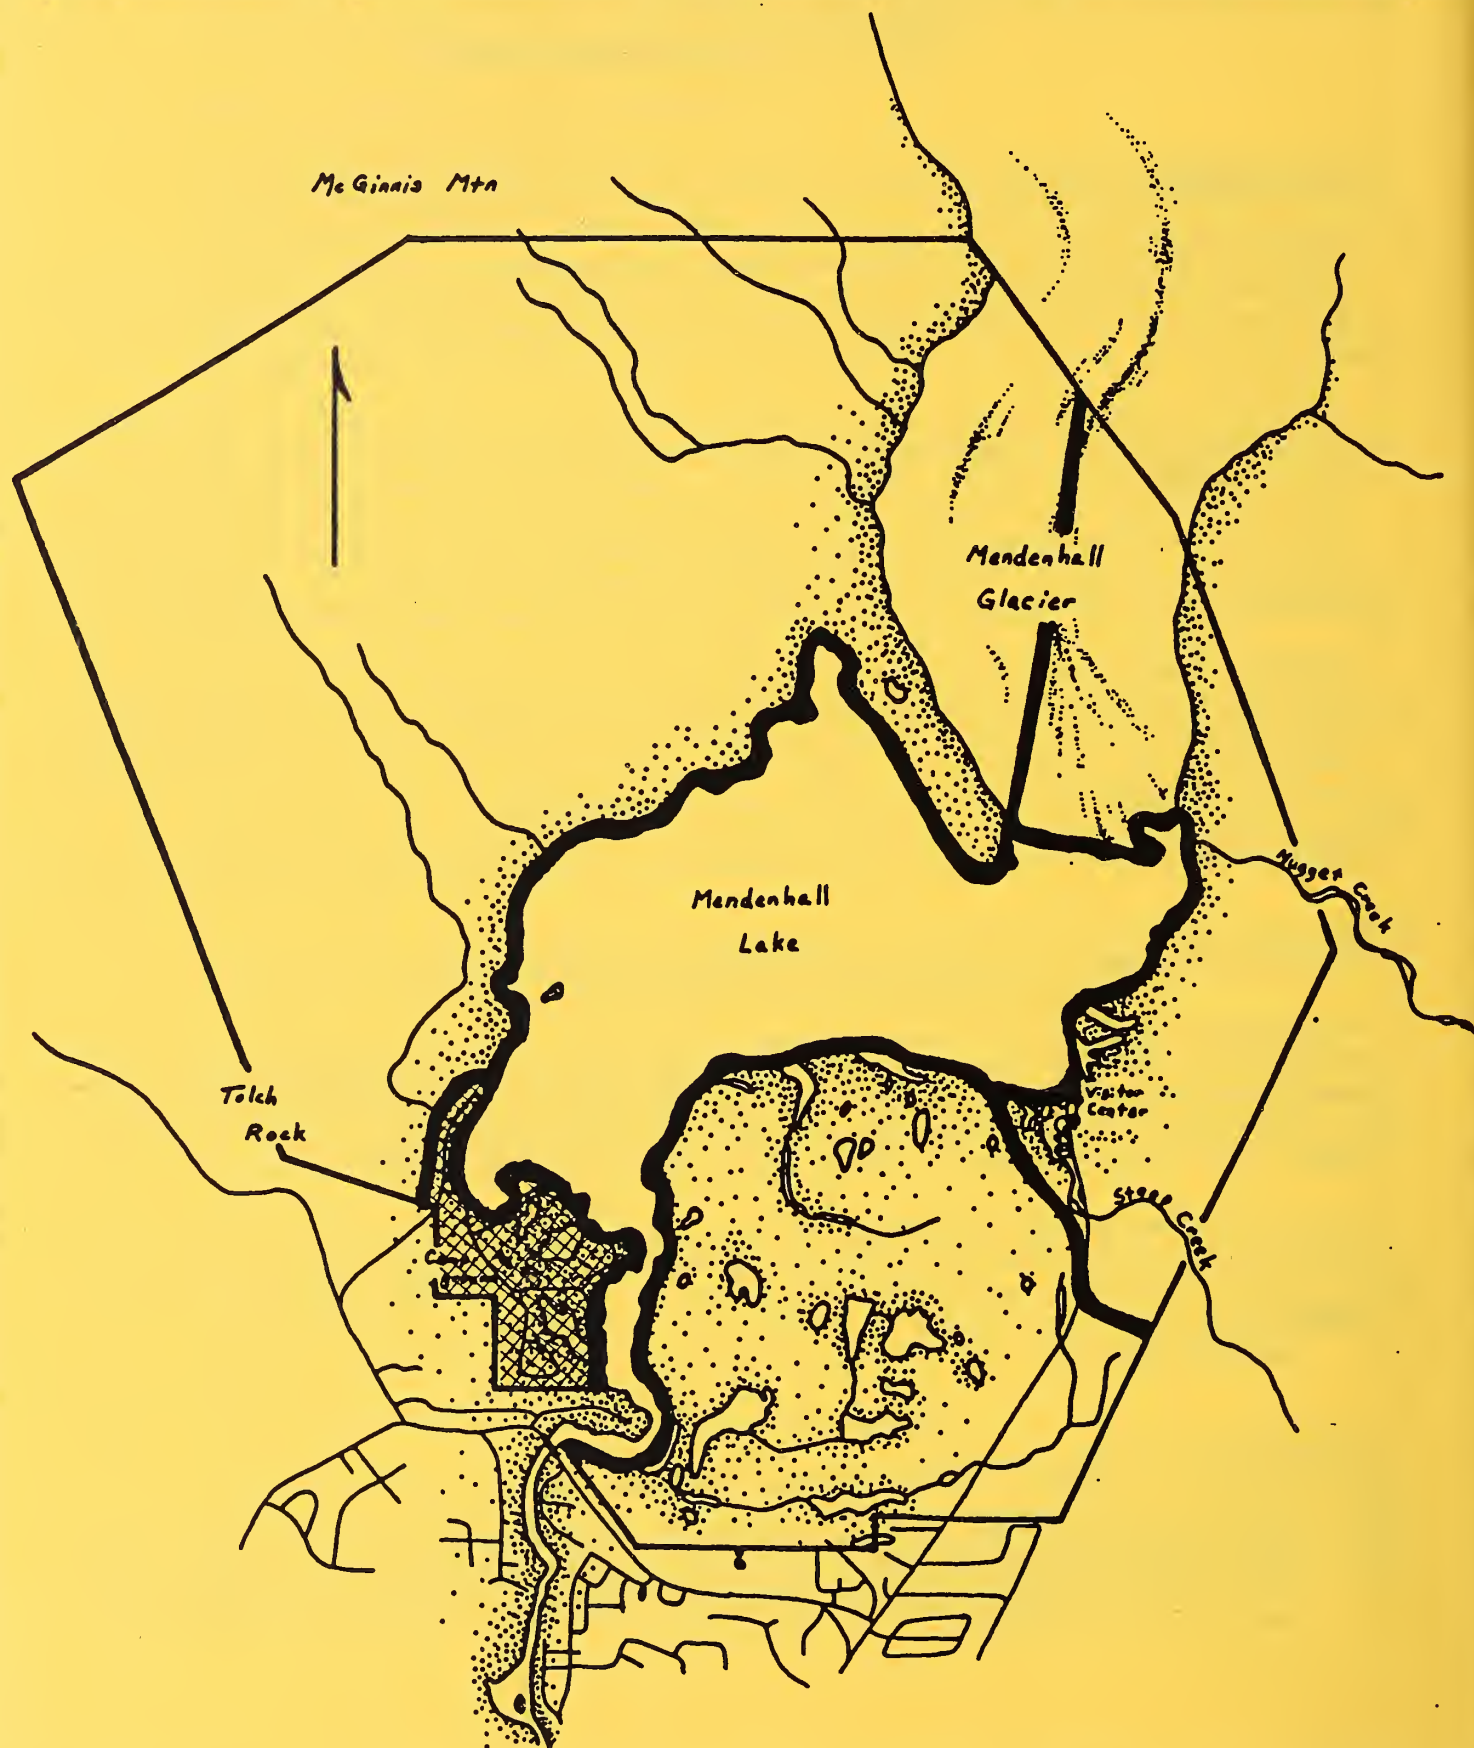 McGinnis Mtn
Mendenhall
Glacier
Nugget Creek
Mendenhall
Lake
Visitor
Center
Tolch
Rock
Steep Creek